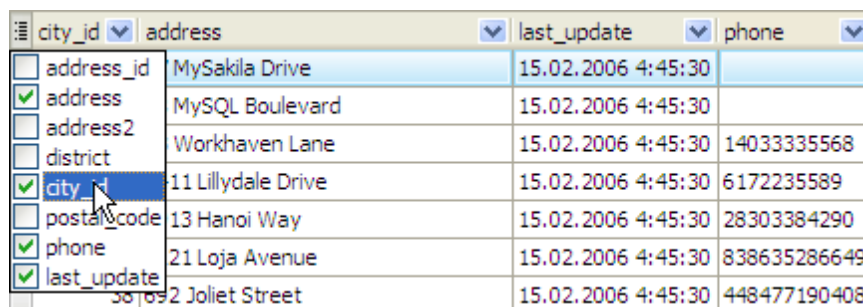 city_id address last_update phone
address_id MySakila Drive 15.02.2006 4:45:30
address MySQL Boulevard 15.02.2006 4:45:30
address2 Workhaven Lane 15.02.2006 4:45:30 14033335568
district
city_id 11 Lillydale Drive 15.02.2006 4:45:30 6172235589
postal_code 13 Hanoi Way 15.02.2006 4:45:30 28303384290
phone 21 Loja Avenue 15.02.2006 4:45:30 838635286649
last_update
38 692 Joliet Street 15.02.2006 4:45:30 448477190408